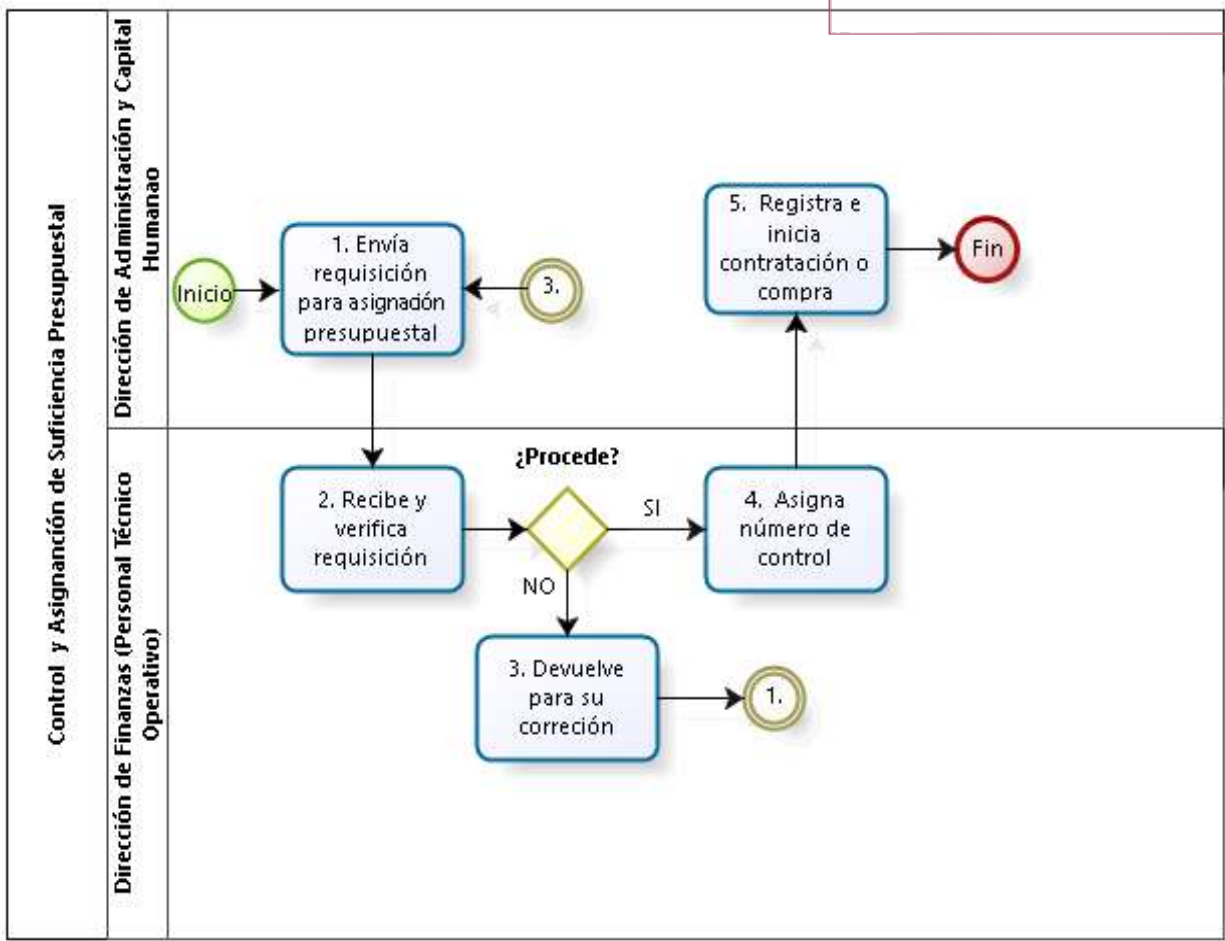 Control y Asignanción de Suficiencia Presupuestal
Dirección de Administración y Capital
Humanao
Inicio
1. Envía
requisición
para asignación
presupuestal
3.
5. Registra e
inicia
contratación o
compra
Fin
Dirección de Finanzas (Personal Técnico
Operativo)
2. Recibe y
verifica
requisición
¿Procede?
SI
NO
4. Asigna
número de
control
3. Devuelve
para su
correción
1.